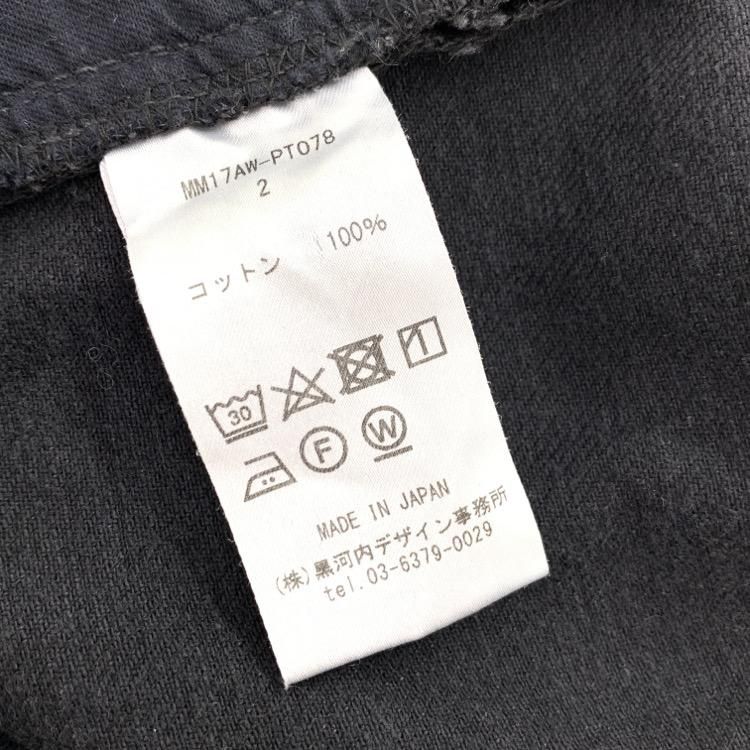 MM17AW-PT078
2
コットン 100%
30
F W
MADE IN JAPAN
(株)黒河内デザイン事務所
tel. 03-6379-0029